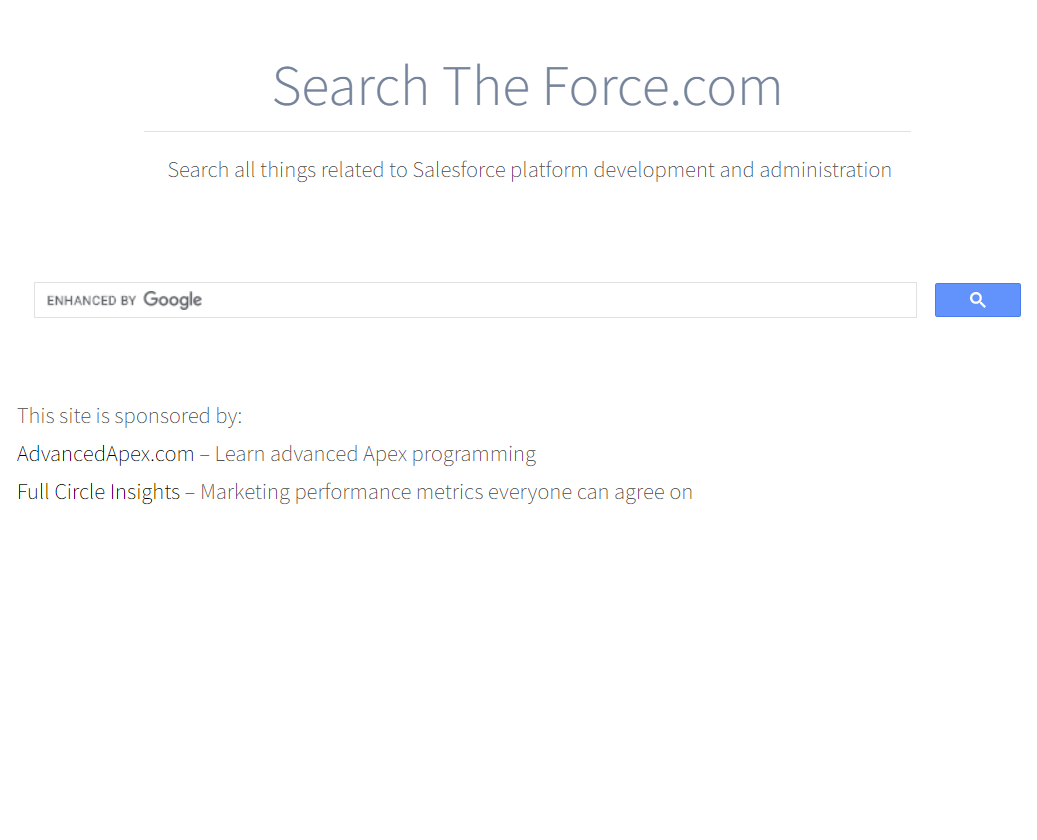 Search The Force.com
Search all things related to Salesforce platform development and administration
ENHANCED BY Google
This site is sponsored by:
AdvancedApex.com – Learn advanced Apex programming
Full Circle Insights – Marketing performance metrics everyone can agree on